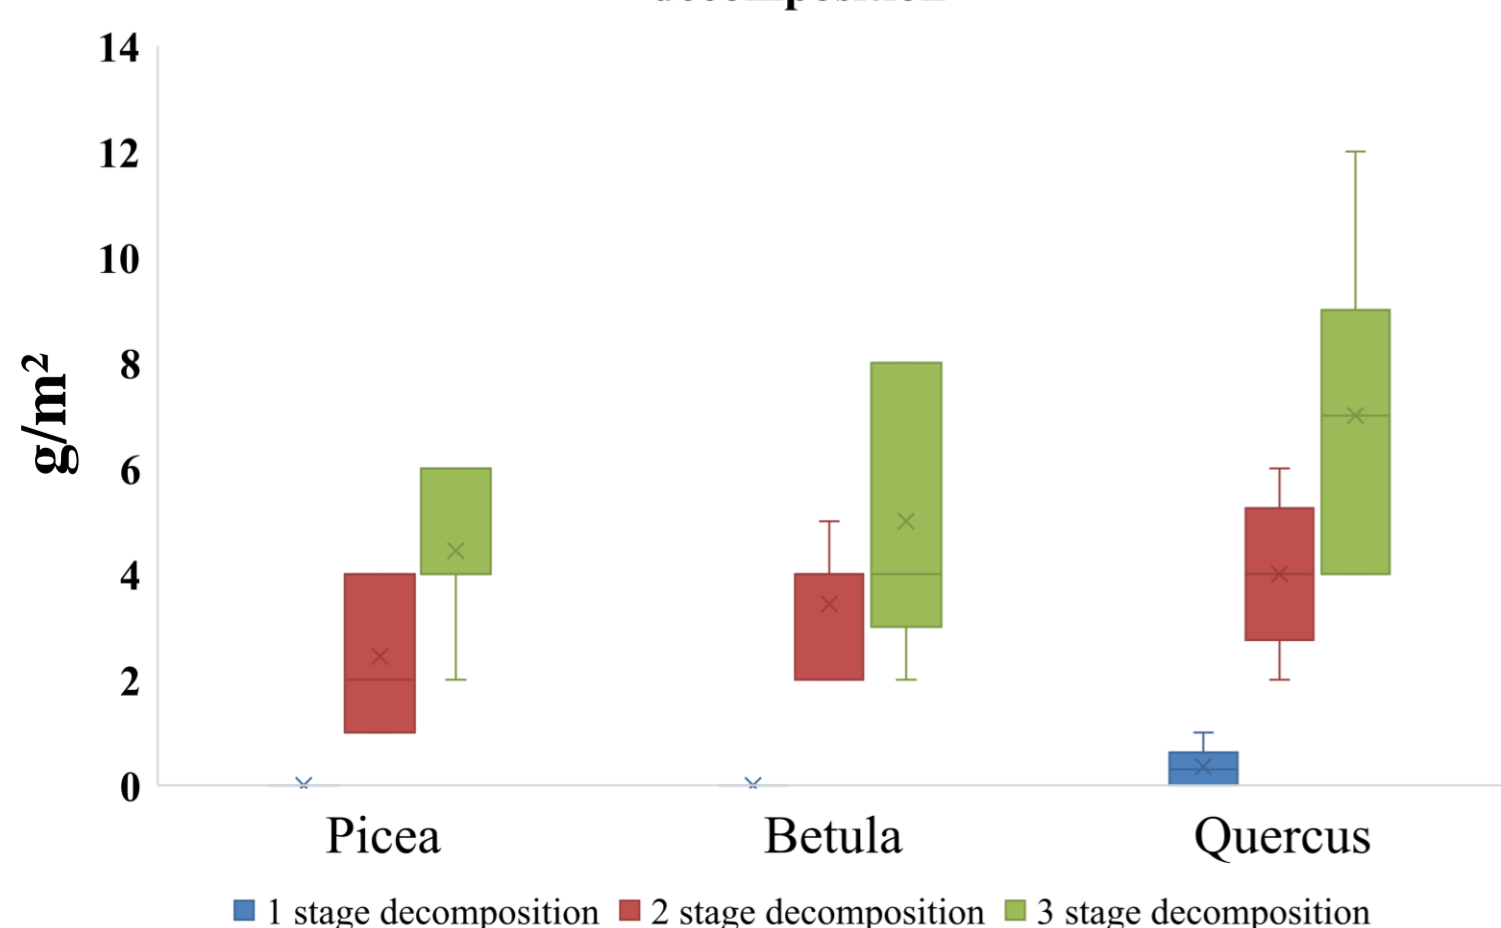 decomposition
14
12
10
8
6
4
2
0
g/m²
Picea Betula Quercus
1 stage decomposition 2 stage decomposition 3 stage decomposition